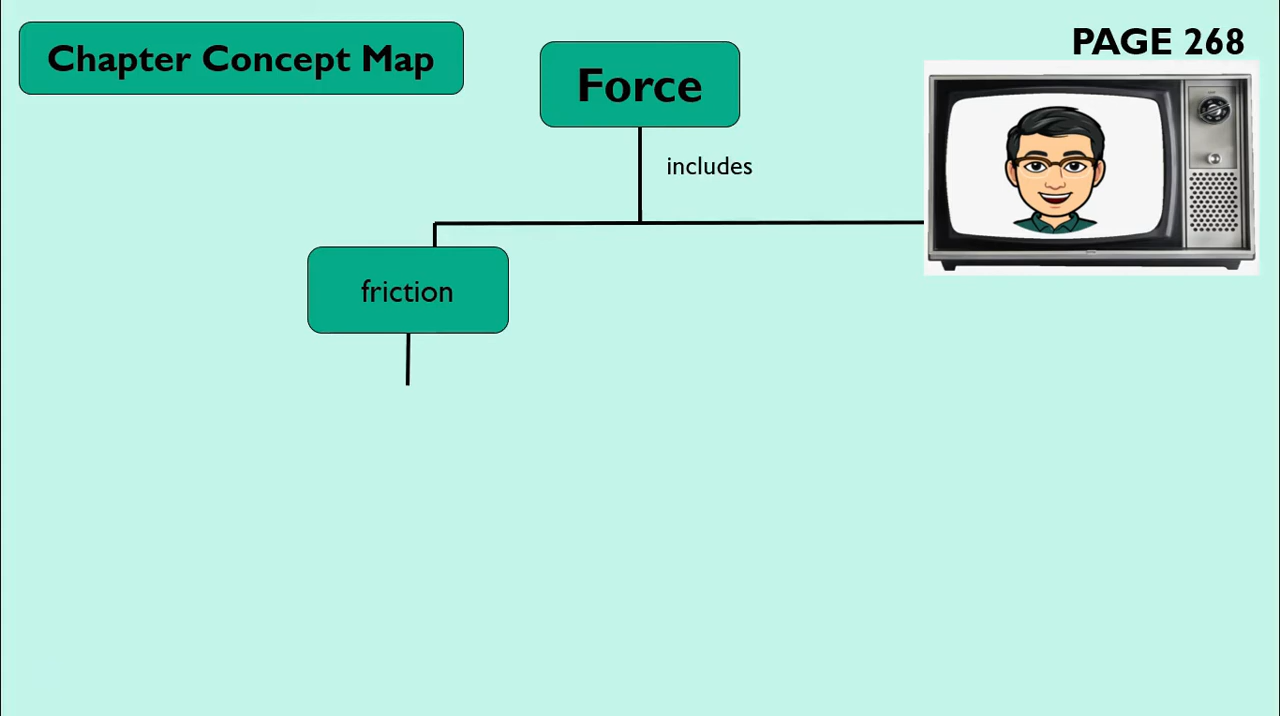 Chapter Concept Map
Force
PAGE 268
includes
friction